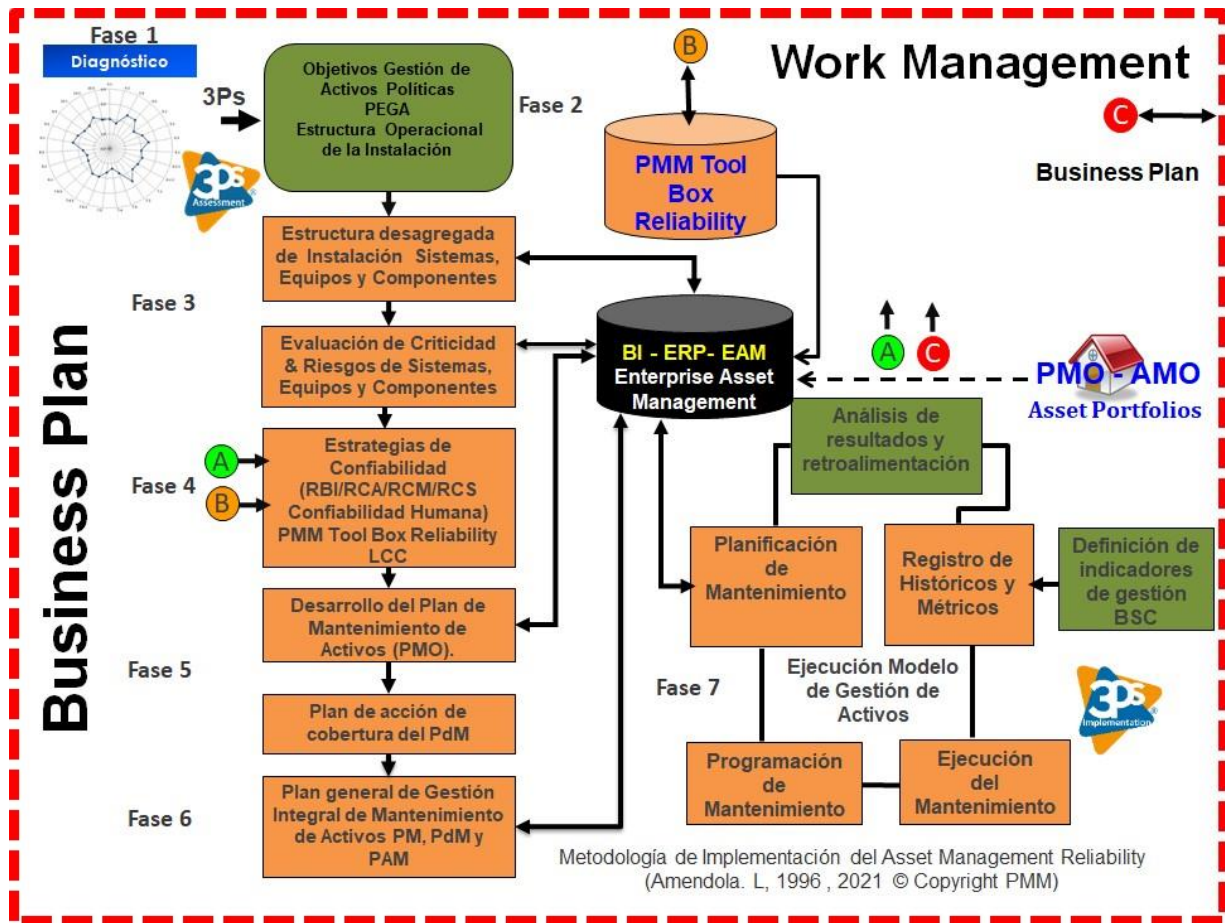 Fase 1
Diagnóstico
3Ps
3Ps
Assessment
Objetivos Gestión de
Activos Políticas
PEGA
Estructura Operacional
de la Instalación
Fase 2
B
PMM Tool
Box
Reliability
Work Management
C
Business Plan
Estructura desagregada
de Instalación Sistemas,
Equipos y Componentes
Fase 3
Evaluación de Criticidad
& Riesgos de Sistemas,
Equipos y Componentes
BI - ERP- EAM
Enterprise Asset
Management
A
C
PMO - AMO
Asset Portfolios
Business Plan
A
B
Fase 4
Estrategias de
Confiabilidad
(RBI/RCA/RCM/RCS
Confiabilidad Humana)
PMM Tool Box Reliability
LCC
Análisis de
resultados y
retroalimentación
Planificación
de
Mantenimiento
Registro de
Históricos y
Métricos
Definición de
indicadores
de gestión
BSC
Desarrollo del Plan de
Mantenimiento de
Activos (PMO).
Fase 5
Plan de acción de
cobertura del PdM
Fase 7
Ejecución Modelo
de Gestión de
Activos
3Ps
Implementation
Programación
de
Mantenimiento
Ejecución
del
Mantenimiento
Fase 6
Plan general de Gestión
Integral de Mantenimiento
de Activos PM, PdM y
PAM
Metodología de Implementación del Asset Management Reliability
(Amendola. L, 1996 , 2021 © Copyright PMM)